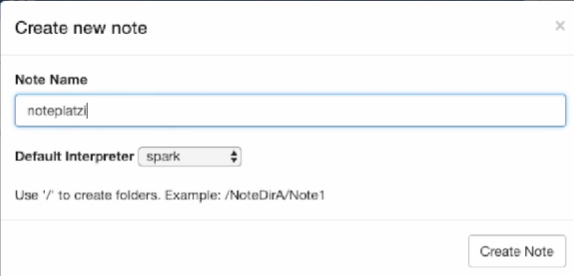 Create new note ×
Note Name
noteplatzi
Default Interpreter spark
Use '/' to create folders. Example: /NoteDirA/Note1
Create Note